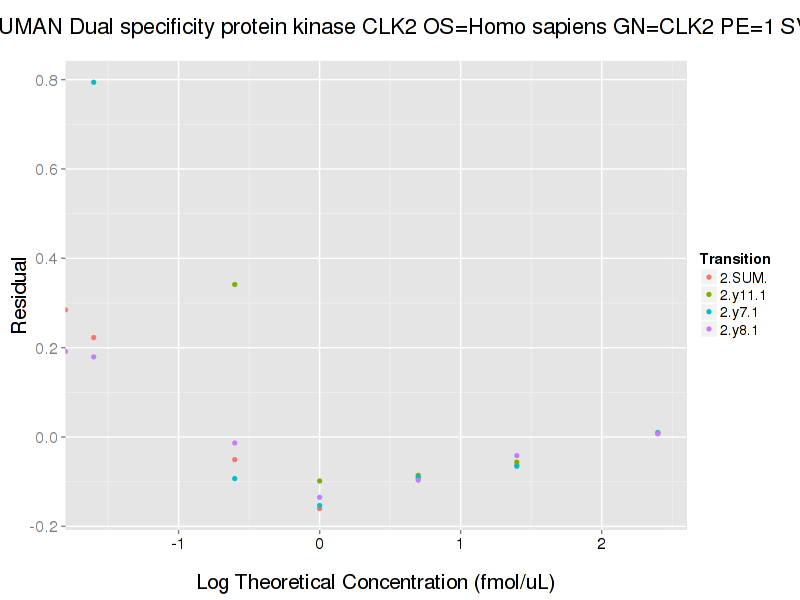 UMAN Dual specificity protein kinase CLK2 OS=Homo sapiens GN=CLK2 PE=1 SV
0.8
0.6
0.4
0.2
0.0
-0.2
Residual
-1 0 1 2
Log Theoretical Concentration (fmol/uL)
Transition
2.SUM.
2.y11.1
2.y7.1
2.y8.1